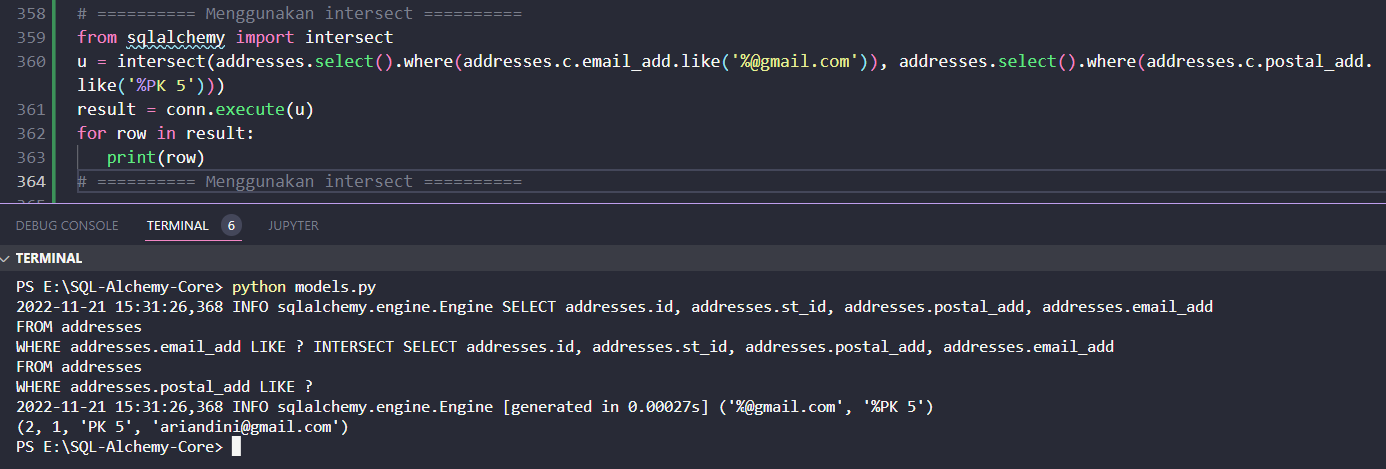 358 # ========== Menggunakan intersect ==========
359 from sqlalchemy import intersect
360 u = intersect(addresses.select().where(addresses.c.email_add.like('%@gmail.com')), addresses.select().where(addresses.c.postal_add.
like('%PK 5')))
361 result = conn.execute(u)
362 for row in result:
363    print(row)
364 # ========== Menggunakan intersect ==========
365
DEBUG CONSOLE TERMINAL 6 JUPYTER
TERMINAL
PS E:\SQL-Alchemy-Core> python models.py
2022-11-21 15:31:26,368 INFO sqlalchemy.engine.Engine SELECT addresses.id, addresses.st_id, addresses.postal_add, addresses.email_add
FROM addresses
WHERE addresses.email_add LIKE ? INTERSECT SELECT addresses.id, addresses.st_id, addresses.postal_add, addresses.email_add
FROM addresses
WHERE addresses.postal_add LIKE ?
2022-11-21 15:31:26,368 INFO sqlalchemy.engine.Engine [generated in 0.00027s] ('%@gmail.com', '%PK 5')
(2, 1, 'PK 5', 'ariandini@gmail.com')
PS E:\SQL-Alchemy-Core>